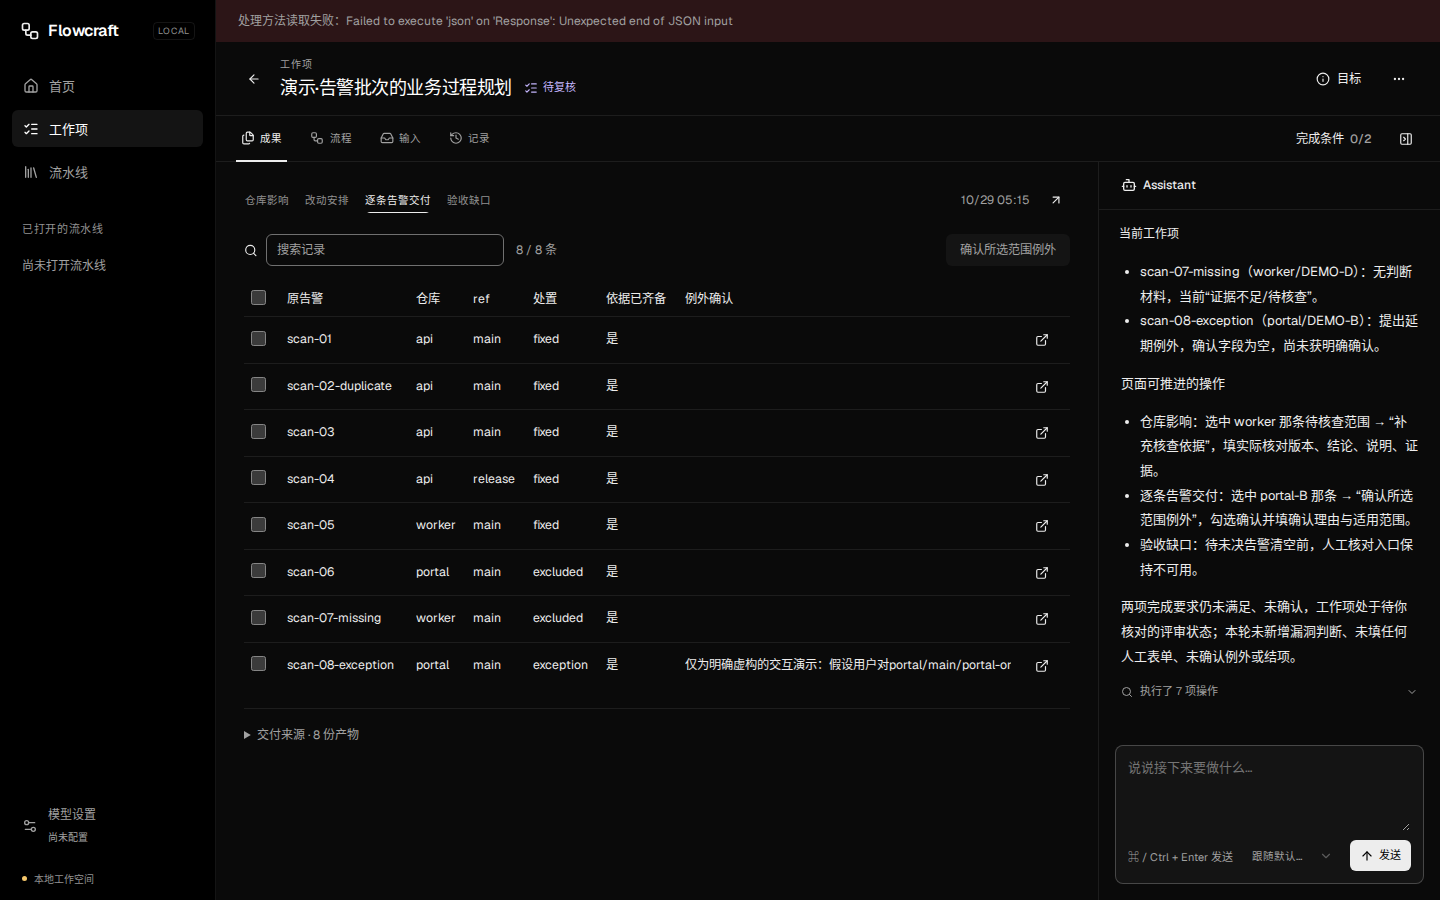 处理方法读取失败：Failed to execute 'json' on 'Response': Unexpected end of JSON input
Flowcraft
LOCAL
首页
工作项
流水线
已打开的流水线
尚未打开流水线
模型设置
尚未配置
本地工作空间
工作项
演示·告警批次的业务过程规划
待复核
目标
成果
流程
输入
记录
完成条件 0/2
仓库影响
改动安排
逐条告警交付
验收缺口
10/29 05:15
搜索记录
8 / 8 条
确认所选范围例外
原告警 仓库 ref 处置 依据已齐备 例外确认
scan-01 api main fixed 是
scan-02-duplicate api main fixed 是
scan-03 api main fixed 是
scan-04 api release fixed 是
scan-05 worker main fixed 是
scan-06 portal main excluded 是
scan-07-missing worker main excluded 是
scan-08-exception portal main exception 是 仅为明确虚构的交互演示：假设用户对portal/main/portal-or
交付来源 · 8 份产物
Assistant
当前工作项
• scan-07-missing（worker/DEMO-D）：无判断
材料，当前“证据不足/待核查”。
• scan-08-exception（portal/DEMO-B）：提出延
期例外，确认字段为空，尚未获明确确认。
页面可推进的操作
• 仓库影响：选中 worker 那条待核查范围 → “补
充核查依据”，填实际核对版本、结论、说明、证
据。
• 逐条告警交付：选中 portal-B 那条 → “确认所选
范围例外”，勾选确认并填确认理由与适用范围。
• 验收缺口：待未决告警清空前，人工核对入口保
持不可用。
两项完成要求仍未满足、未确认，工作项处于待你
核对的评审状态；本轮未新增漏洞判断、未填任何
人工表单、未确认例外或结项。
执行了 7 项操作
说说接下来要做什么...
⌘ / Ctrl + Enter 发送
跟随默认...
发送